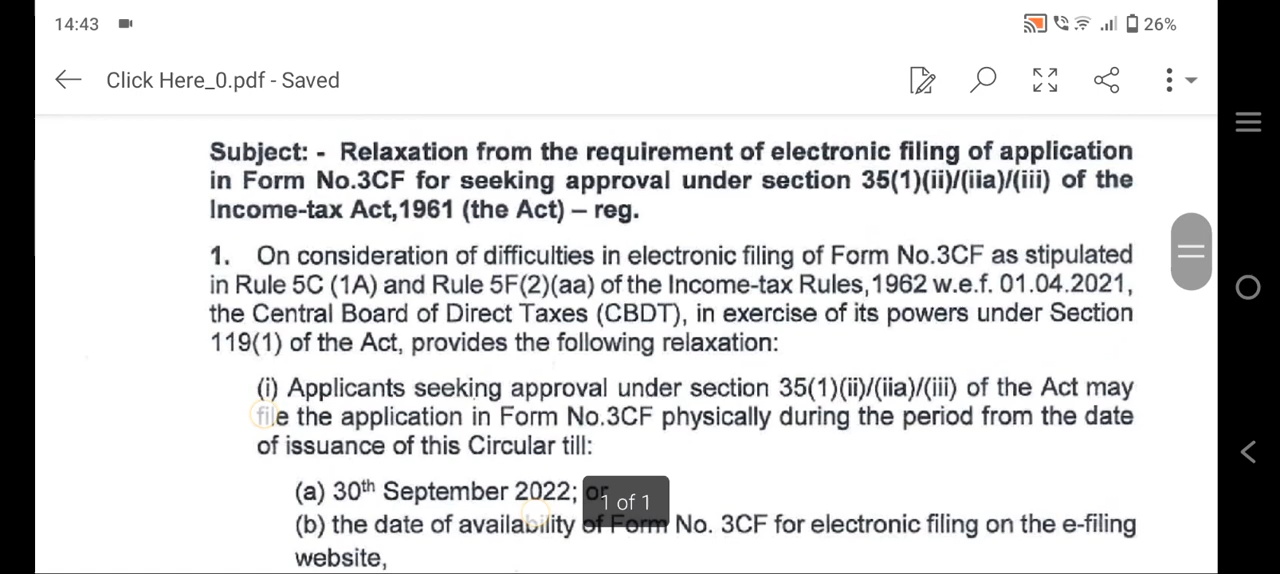 14:43
26%
Click Here_0.pdf - Saved
Subject: - Relaxation from the requirement of electronic filing of application
in Form No.3CF for seeking approval under section 35(1)(ii)/(iia)/(iii) of the
Income-tax Act,1961 (the Act) – reg.
1. On consideration of difficulties in electronic filing of Form No.3CF as stipulated
in Rule 5C (1A) and Rule 5F(2)(aa) of the Income-tax Rules,1962 w.e.f. 01.04.2021,
the Central Board of Direct Taxes (CBDT), in exercise of its powers under Section
119(1) of the Act, provides the following relaxation:
(i) Applicants seeking approval under section 35(1)(ii)/(iia)/(iii) of the Act may
file the application in Form No.3CF physically during the period from the date
of issuance of this Circular till:
(a) 30th September 2022; or
1 of 1
(b) the date of availability of Form No. 3CF for electronic filing on the e-filing
website,